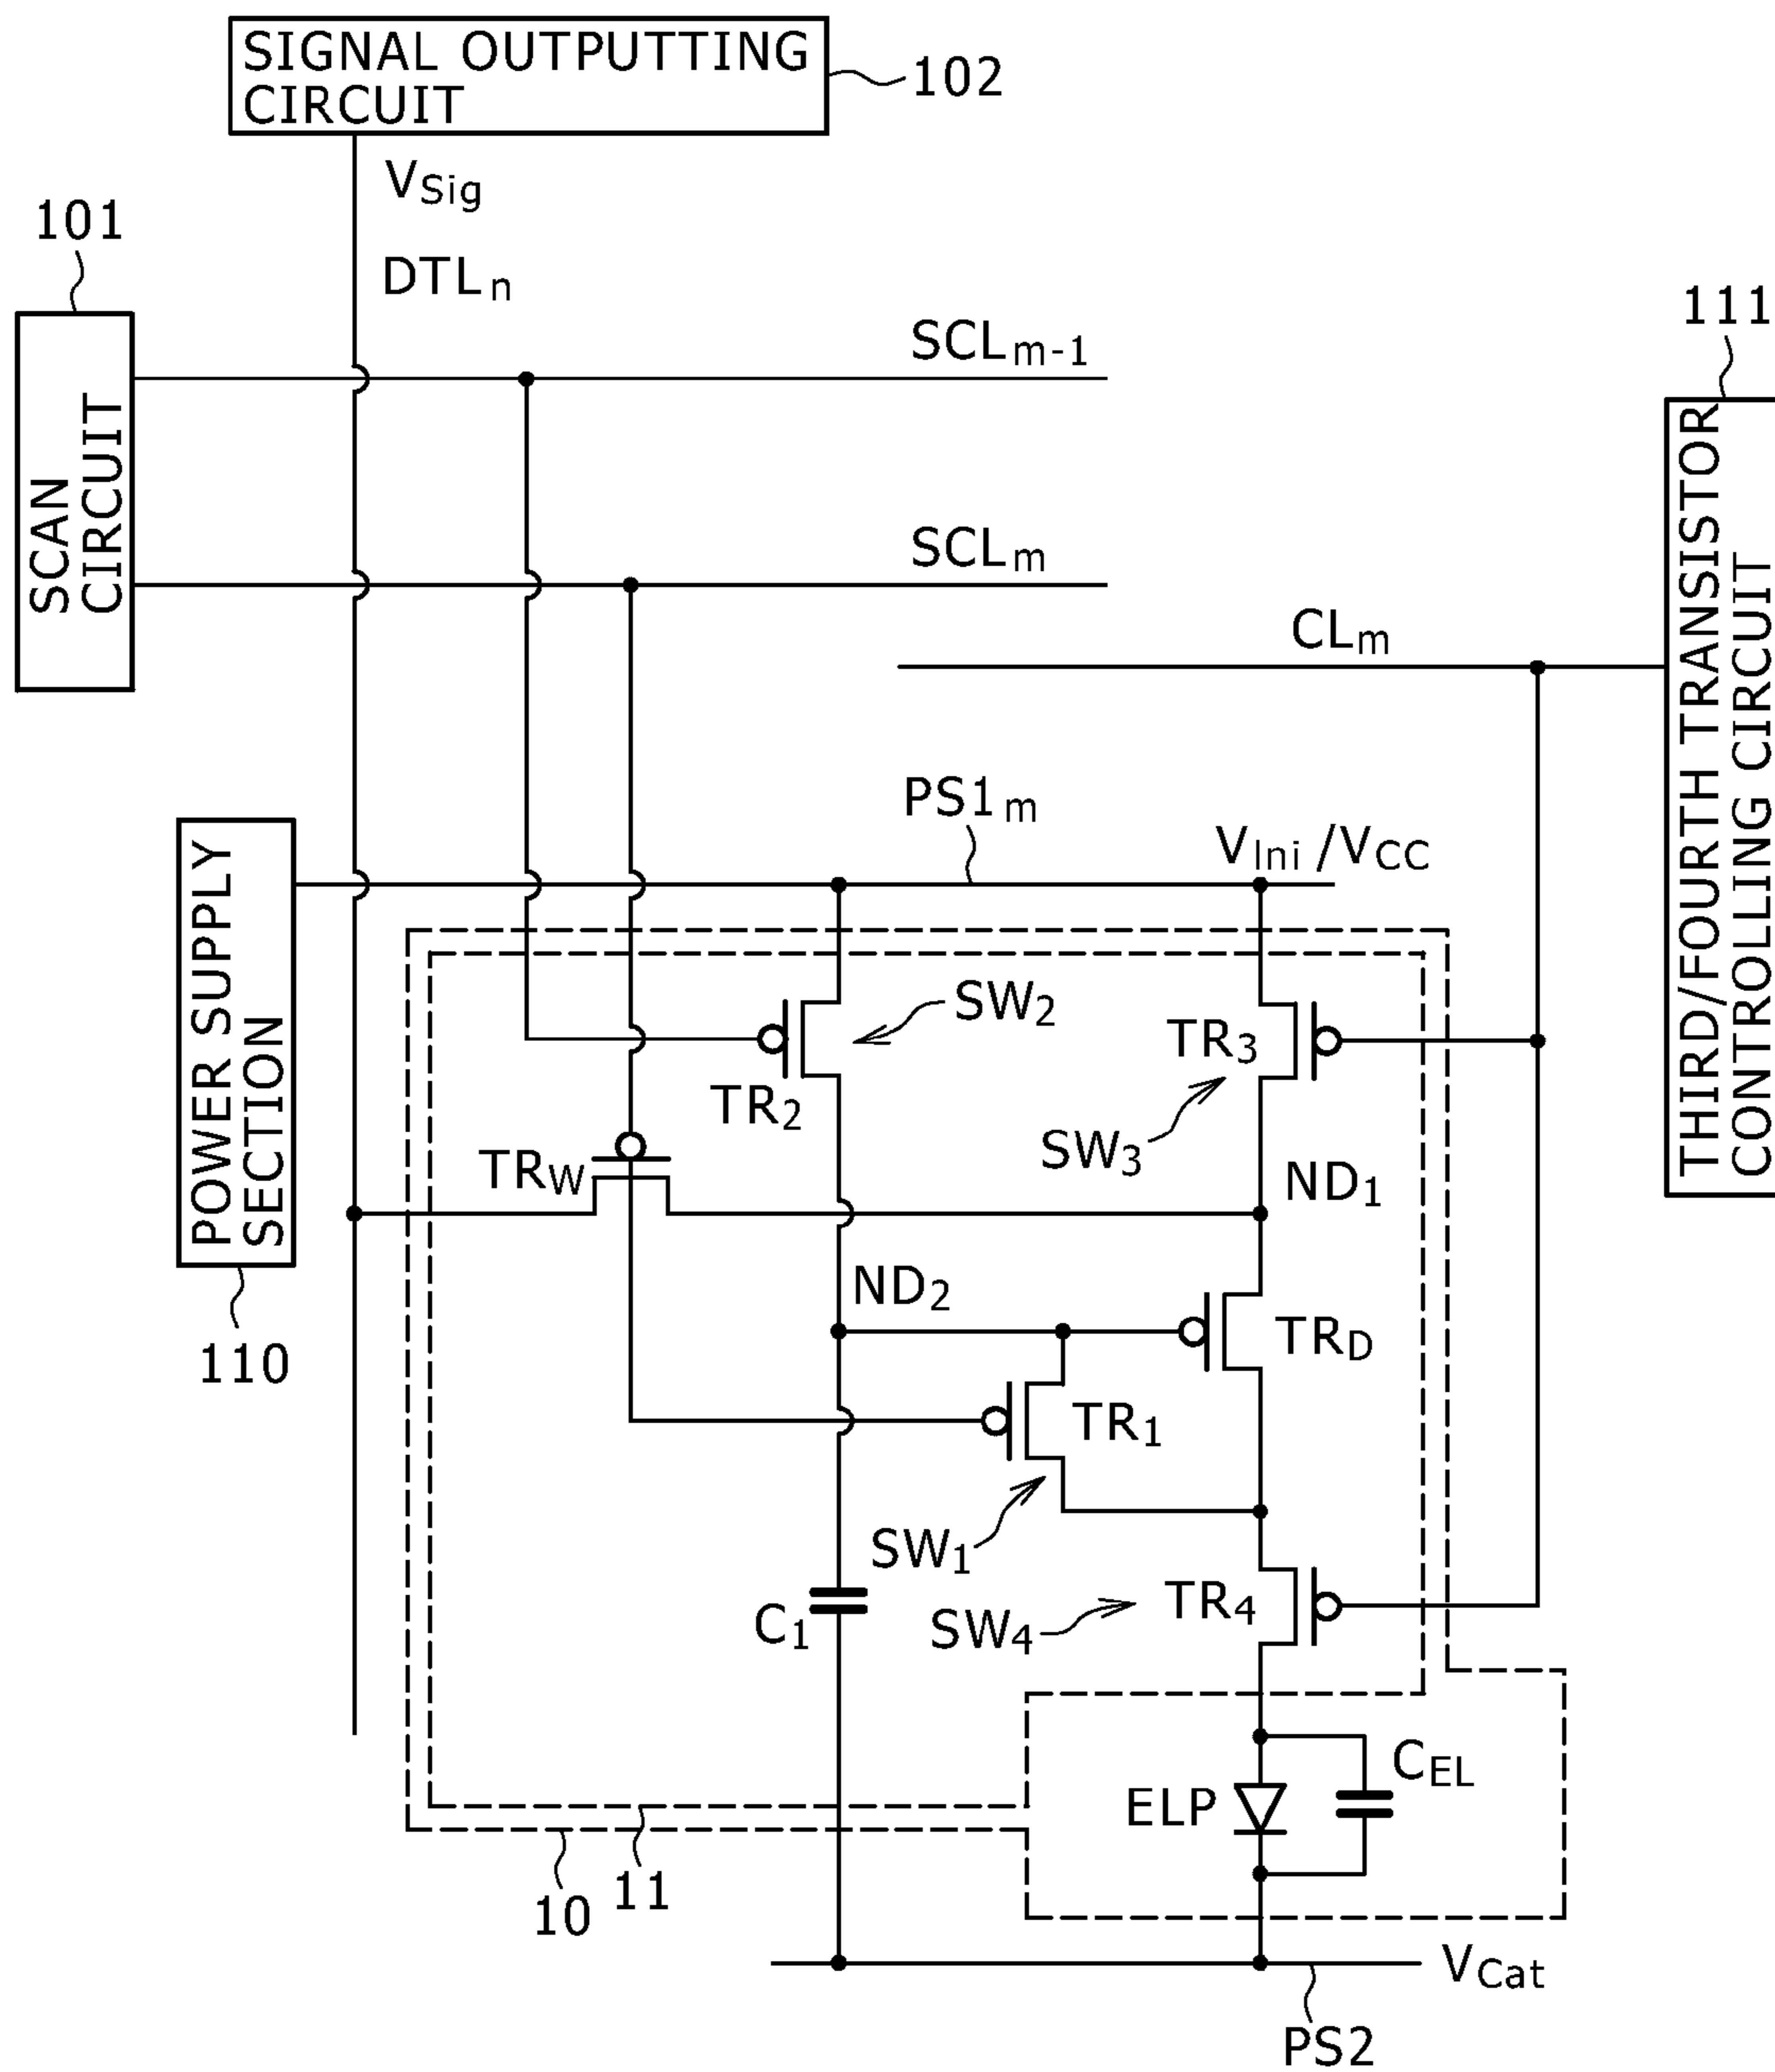 SIGNAL OUTPUTTING
CIRCUIT
102
VSig
101
DTLn
111
SCLm-1
SCAN
CIRCUIT
SCLm
CLm
THIRD/FOURTH TRANSISTOR
CONTROLLING CIRCUIT
PS1m
VIni /VCC
POWER SUPPLY
SECTION
SW2
TR3
TR2
SW3
TRW
ND1
ND2
TRD
110
TR1
SW1
TR4
C1
SW4
CEL
ELP
11
10
VCat
PS2